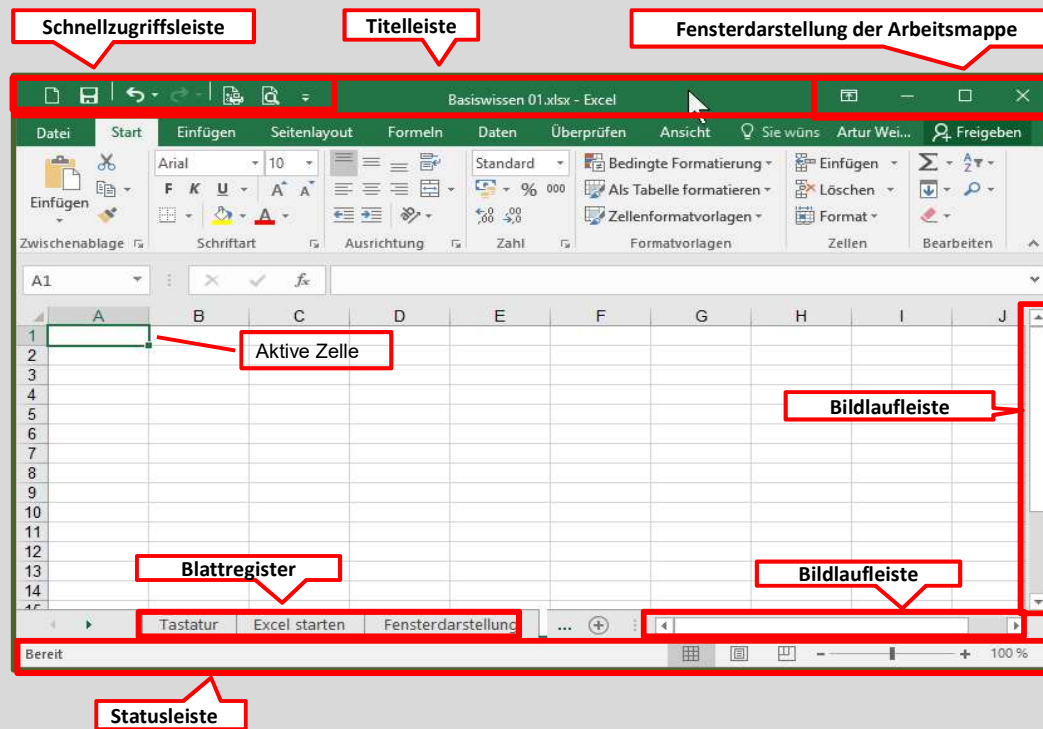 Schnellzugriffsleiste Titelleiste Fensterdarstellung der Arbeitsmappe
Basiswissen 01.xlsx - Excel
Datei Start Einfügen Seitenlayout Formeln Daten Überprüfen Ansicht Sie wüns Artur Wei... Freigeben
Arial 10 Standard Bedingte Formatierung Einfügen
Einfügen F K U A A % 000 Als Tabelle formatieren Löschen
A Zellenformatvorlagen Format
Zwischenablage Schriftart Ausrichtung Zahl Formatvorlagen Zellen Bearbeiten
A1 fx
A B C D E F G H I J
1
Aktive Zelle
2
3
4
Bildlaufleiste
5
6
7
8
9
10
11
12
13 Blattregister Bildlaufleiste
14
15
Tastatur Excel starten Fensterdarstellung ...
Bereit - + 100 %
Statusleiste